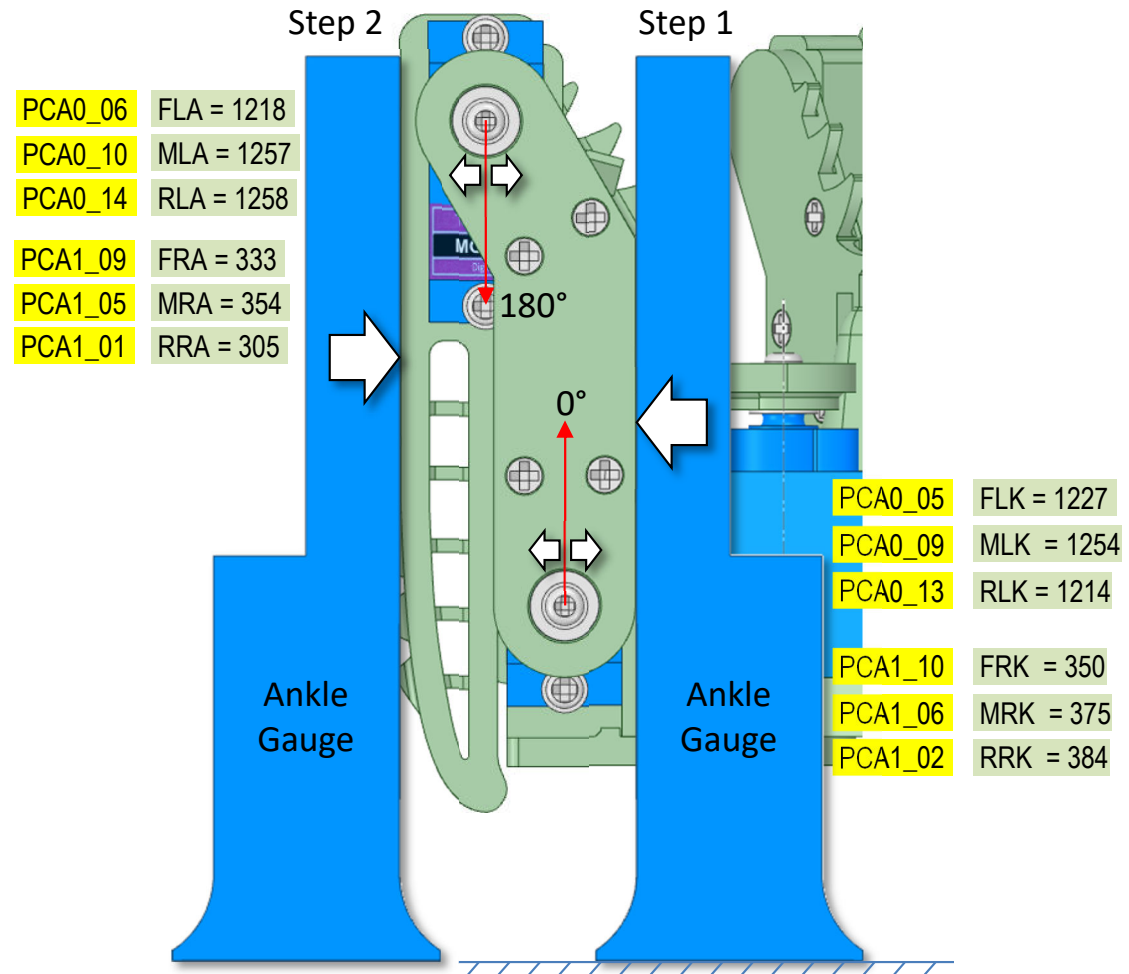 Step 2
Step 1
PCA0_06 FLA = 1218
PCA0_10 MLA = 1257
PCA0_14 RLA = 1258
PCA1_09 FRA = 333
PCA1_05 MRA = 354
PCA1_01 RRA = 305
180°
0°
PCA0_05 FLK = 1227
PCA0_09 MLK = 1254
PCA0_13 RLK = 1214
PCA1_10 FRK = 350
PCA1_06 MRK = 375
PCA1_02 RRK = 384
Ankle
Gauge
Ankle
Gauge